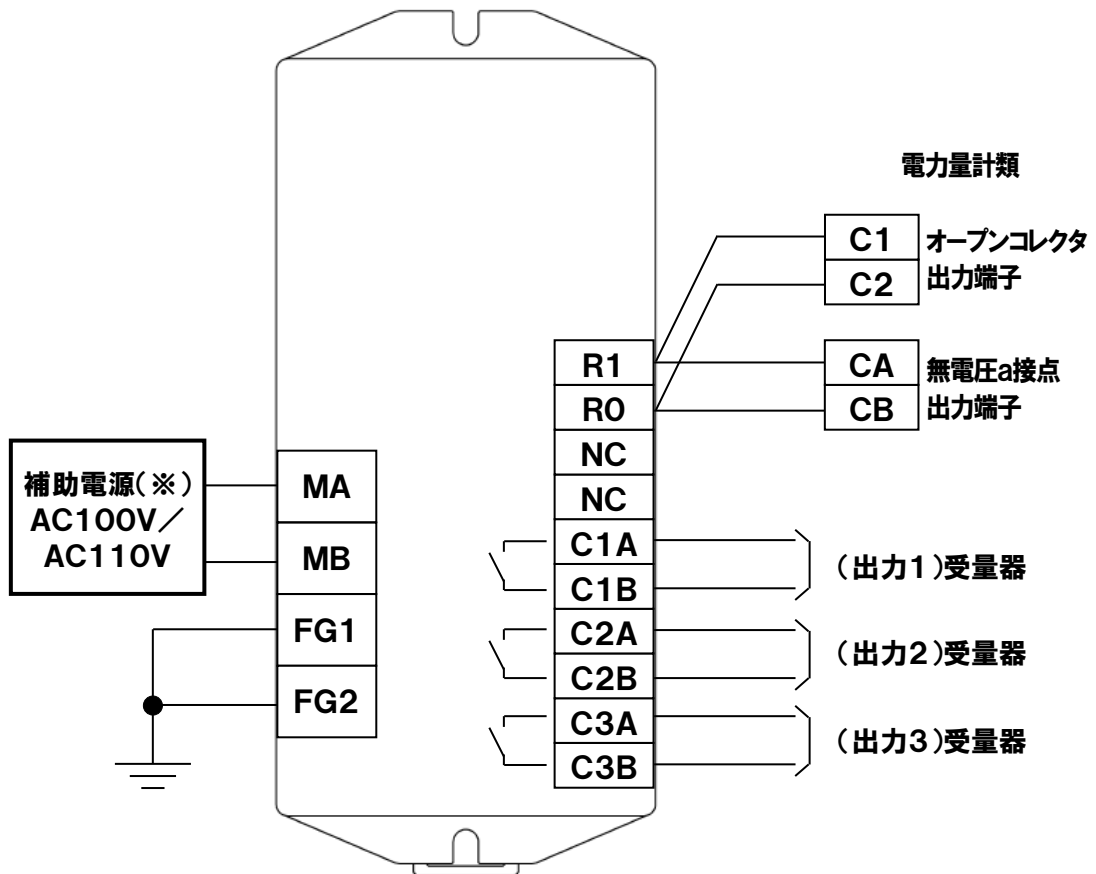 電力量計類
C1
C2
オープンコレクタ
出力端子
CA
CB
無電圧a接点
出力端子
R1
R0
NC
NC
C1A
C1B
C2A
C2B
C3A
C3B
(出力1)受量器
(出力2)受量器
(出力3)受量器
補助電源(※)
AC100V/
AC110V
MA
MB
FG1
FG2